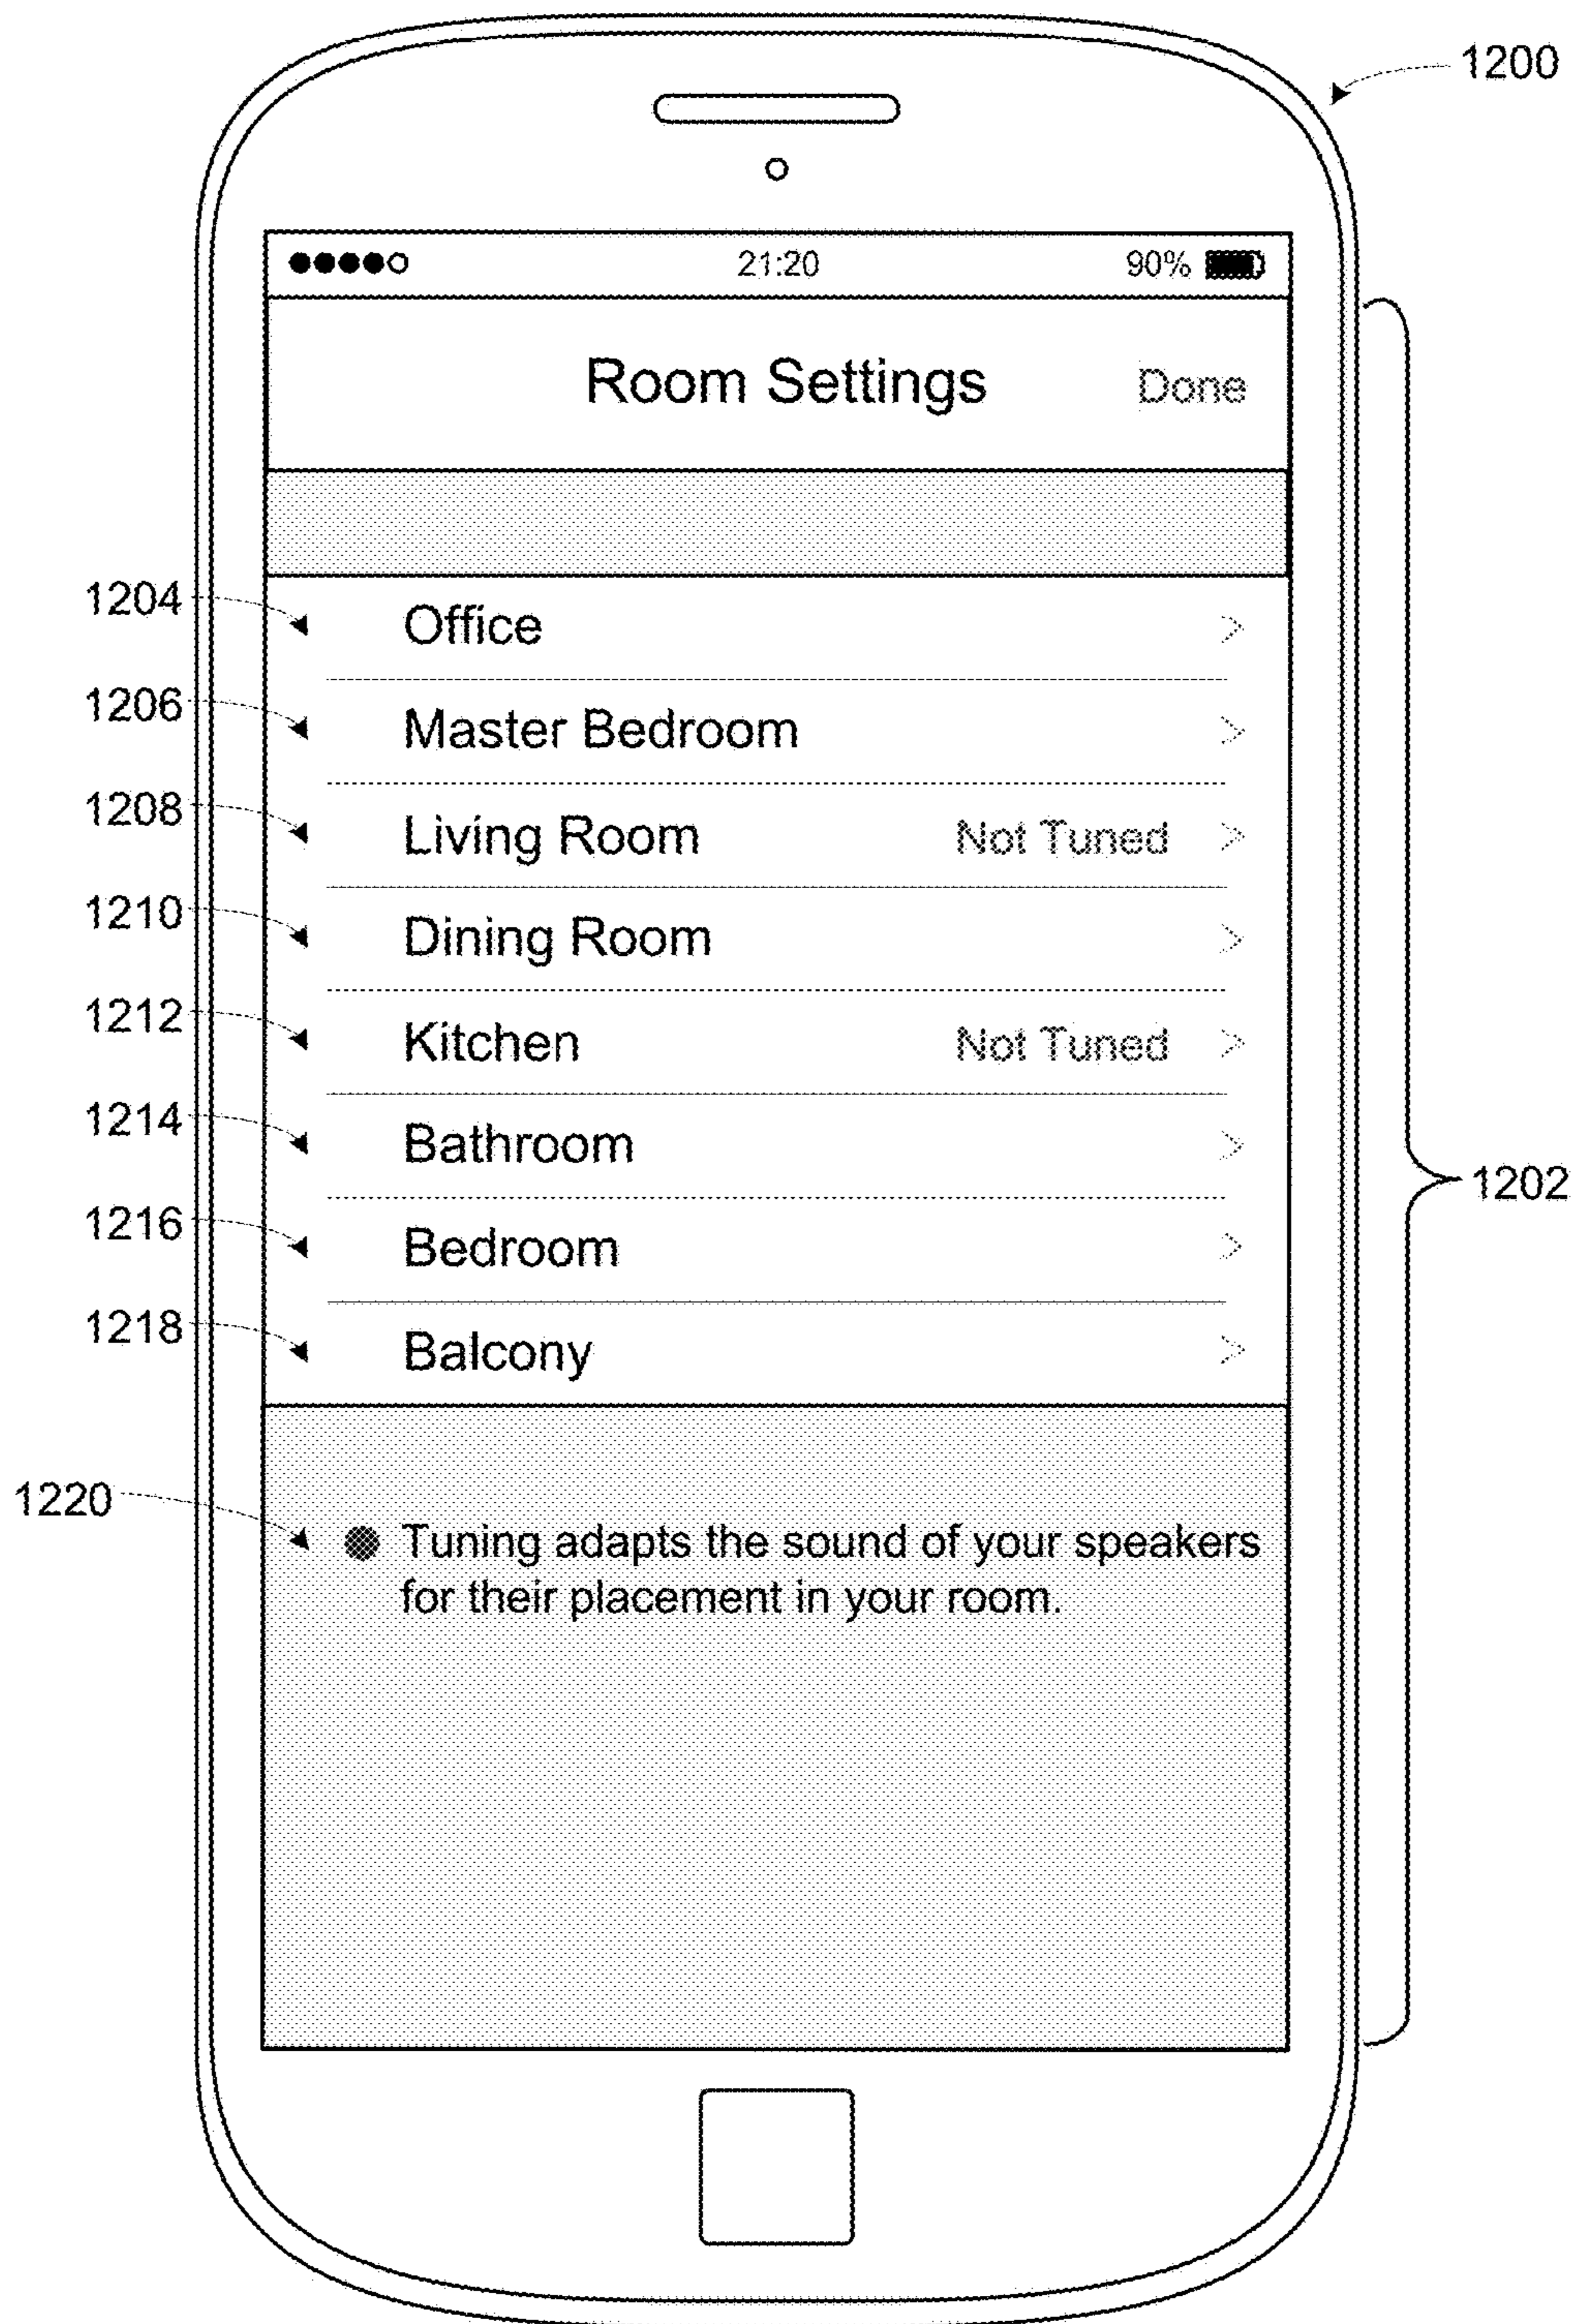 1200
21:20 90%
Room Settings Done
1204 Office >
1206 Master Bedroom >
1208 Living Room Not Tuned >
1210 Dining Room >
1212 Kitchen Not Tuned >
1214 Bathroom >
1202
1216 Bedroom >
1218 Balcony >
1220 Tuning adapts the sound of your speakers
for their placement in your room.